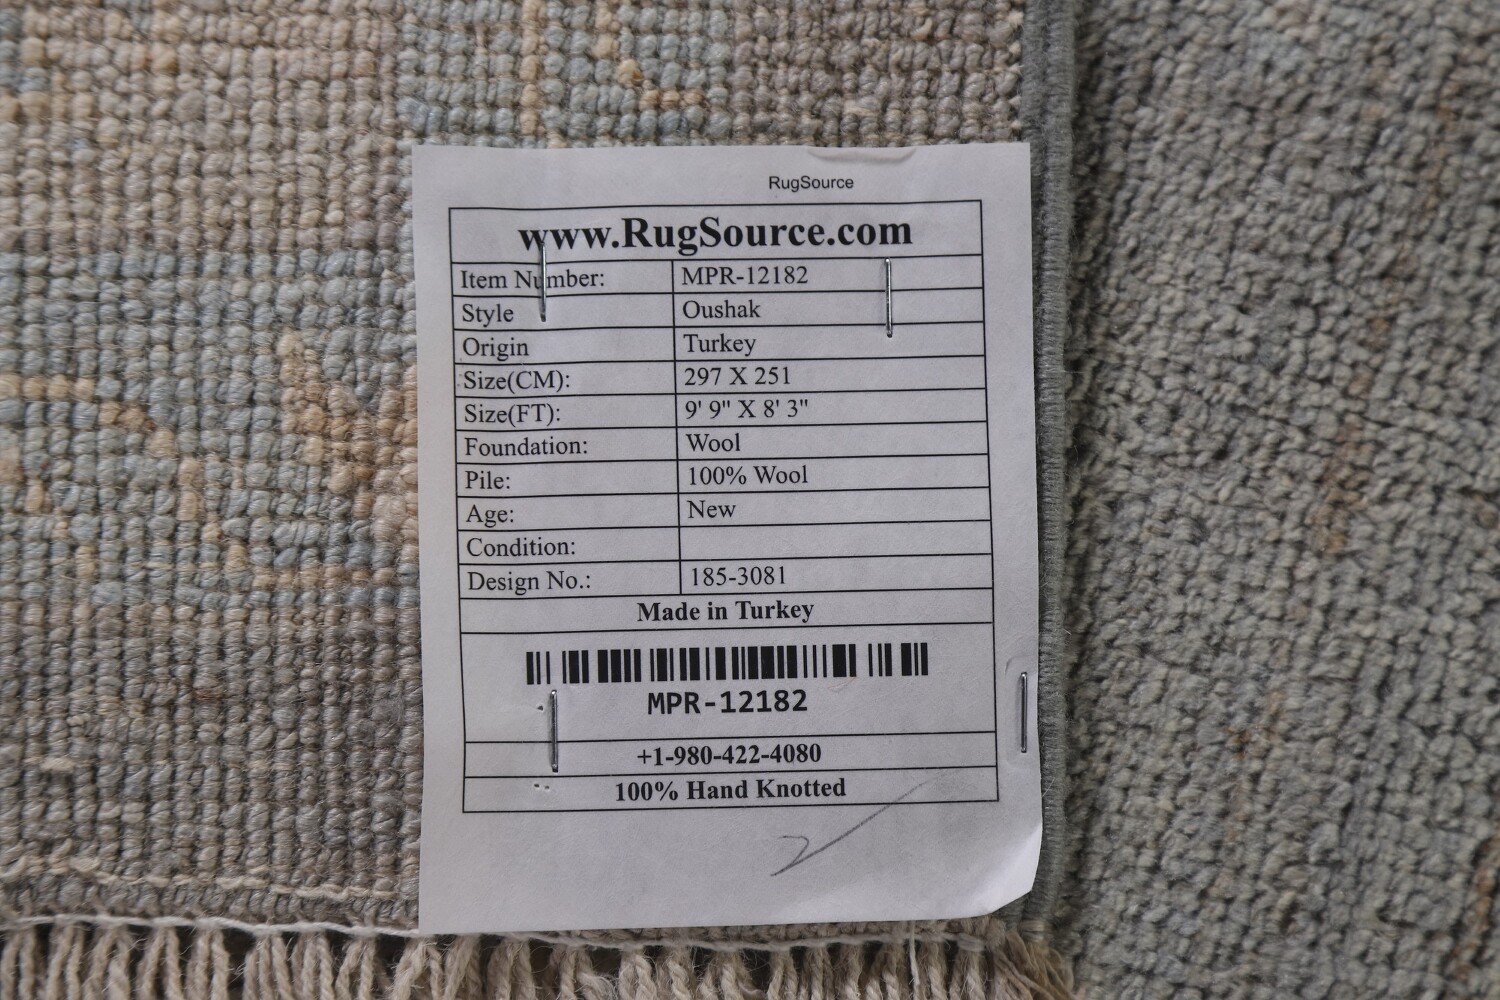 RugSource
www.RugSource.com
Item Number: MPR-12182
Style Oushak
Origin Turkey
Size(CM): 297 X 251
Size(FT): 9' 9" X 8' 3"
Foundation: Wool
Pile: 100% Wool
Age: New
Condition:
Design No.: 185-3081
Made in Turkey
MPR-12182
+1-980-422-4080
100% Hand Knotted